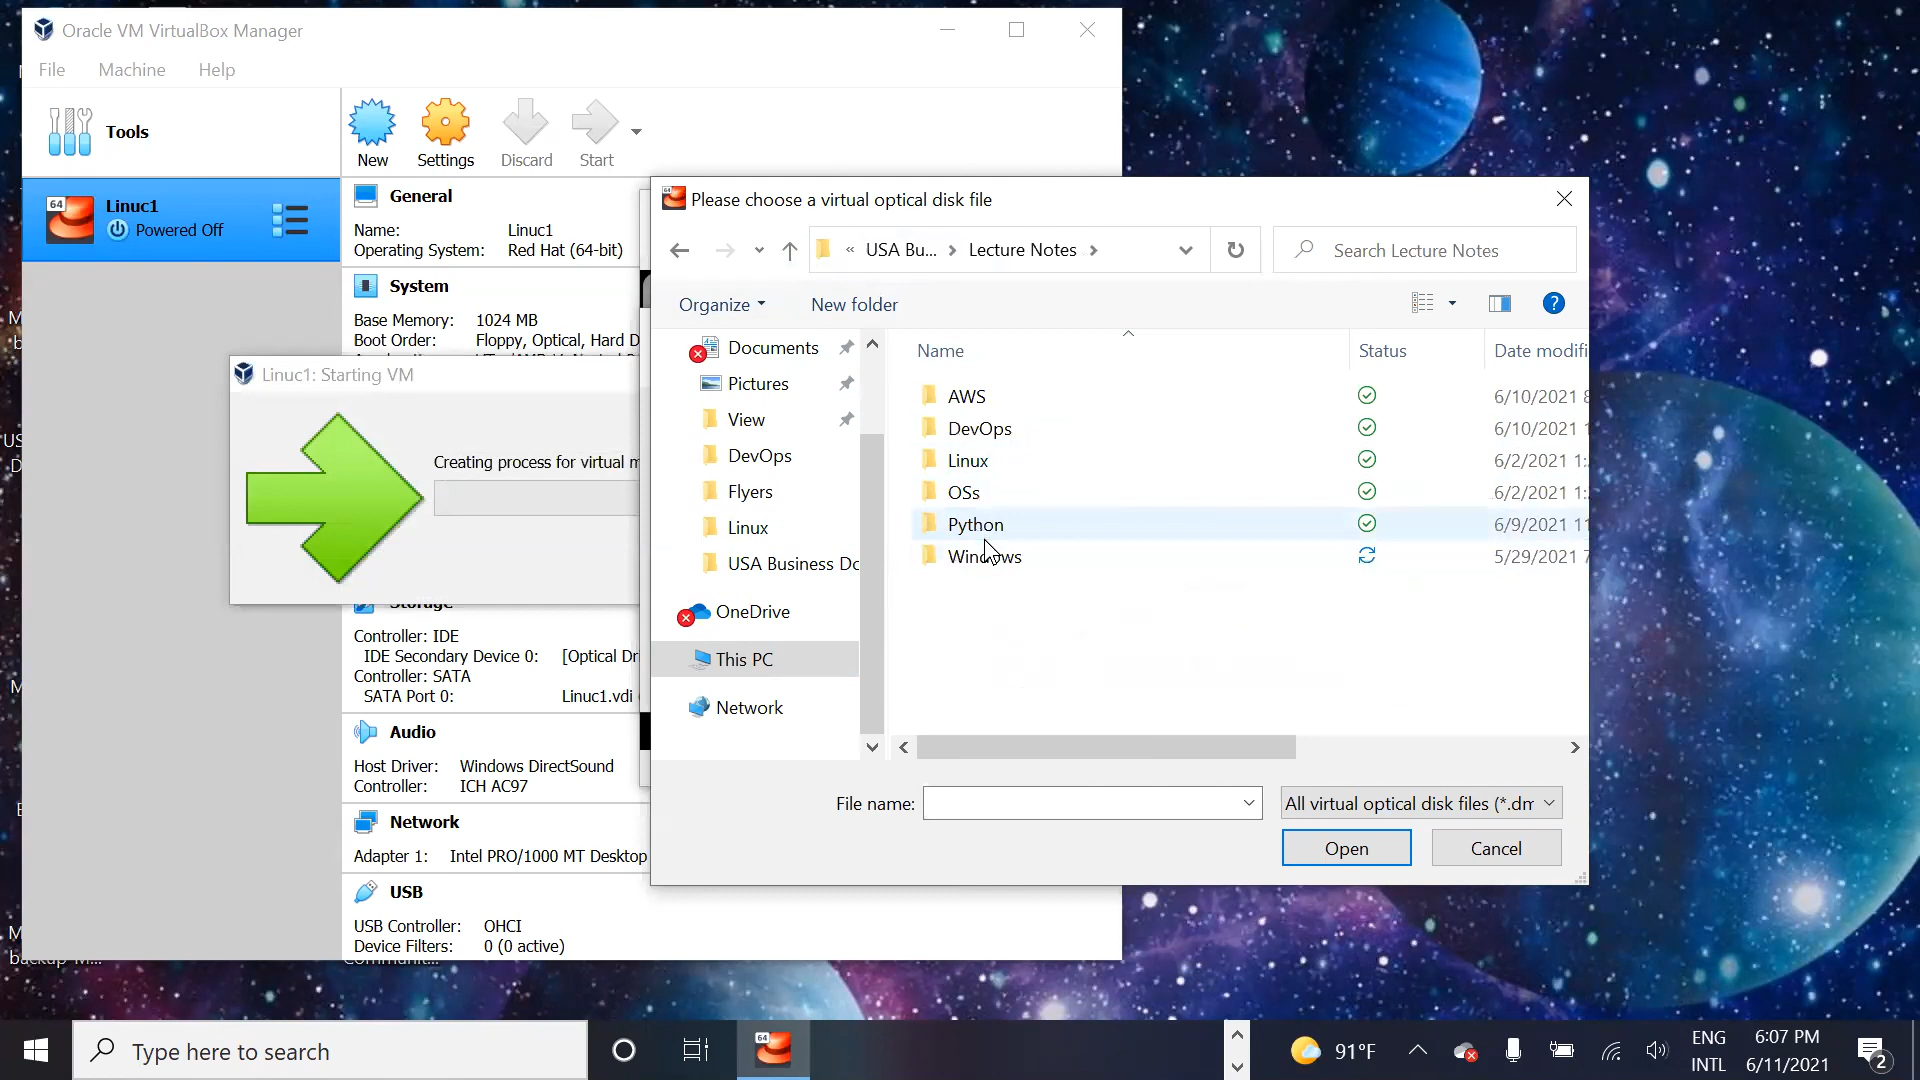 Oracle VM VirtualBox Manager
File Machine Help
Tools
New Settings Discard Start
64
Linuc1
Powered Off
General
Name: Linuc1
Operating System: Red Hat (64-bit)
System
Base Memory: 1024 MB
Boot Order: Floppy, Optical, Hard D
Linuc1: Starting VM
Creating process for virtual m
Storage
Controller: IDE
IDE Secondary Device 0: [Optical Dr
Controller: SATA
SATA Port 0: Linuc1.vdi
Audio
Host Driver: Windows DirectSound
Controller: ICH AC97
Network
Adapter 1: Intel PRO/1000 MT Desktop
USB
USB Controller: OHCI
Device Filters: 0 (0 active)
Please choose a virtual optical disk file
« USA Bu... > Lecture Notes >
Search Lecture Notes
Organize New folder
Documents
Pictures
View
DevOps
Flyers
Linux
USA Business Do
OneDrive
This PC
Network
Name Status Date modifi
AWS 6/10/2021 8
DevOps 6/10/2021 1
Linux 6/2/2021 1:
OSs 6/2/2021 1:
Python 6/9/2021 11
Windows 5/29/2021 7
File name: All virtual optical disk files (*.dm
Open Cancel
backup-M...
Communit...
Type here to search
64
91°F
ENG
INTL
6:07 PM
6/11/2021
2